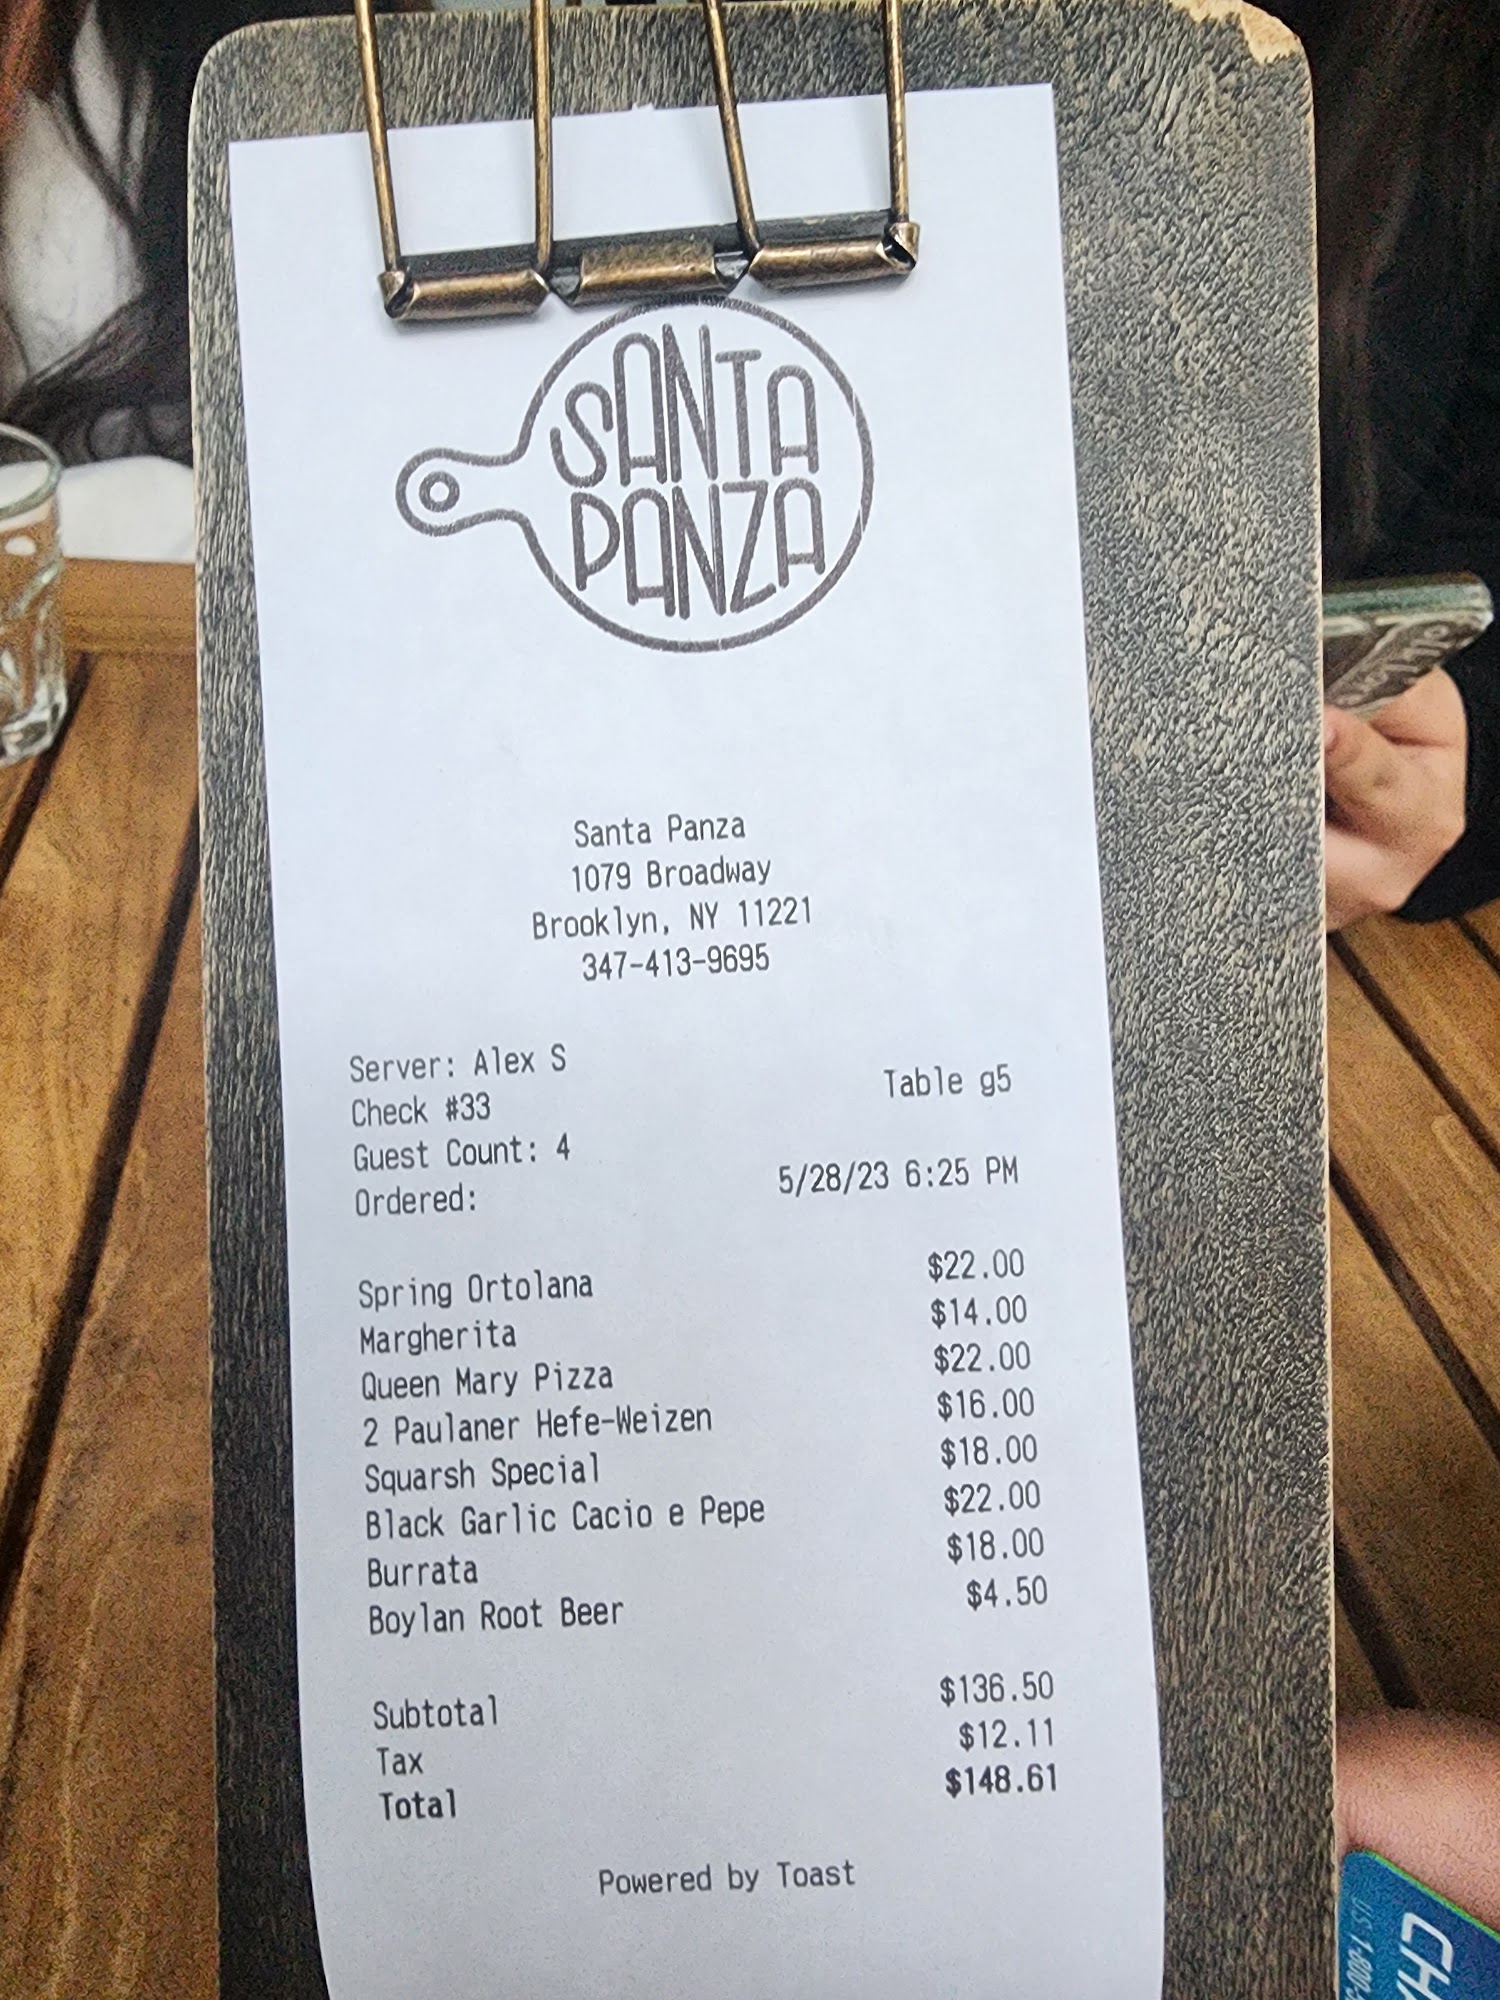 SANTA
PANZA
Santa Panza
1079 Broadway
Brooklyn, NY 11221
347-413-9695
Server: Alex S
Check #33 Table g5
Guest Count: 4
Ordered: 5/28/23 6:25 PM
Spring Ortolana $22.00
Margherita $14.00
Queen Mary Pizza $22.00
2 Paulaner Hefe-Weizen $16.00
Squarsh Special $18.00
Black Garlic Cacio e Pepe $22.00
Burrata $18.00
Boylan Root Beer $4.50
Subtotal $136.50
Tax $12.11
Total $148.61
Powered by Toast